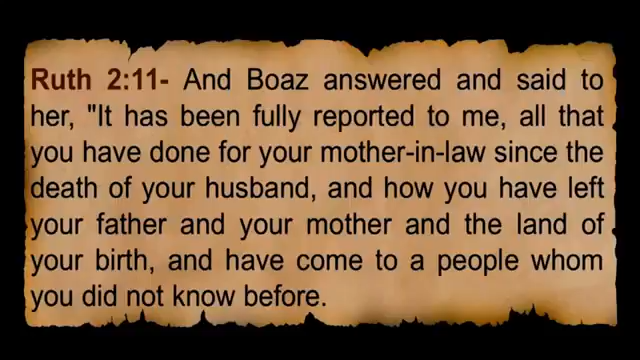 Ruth 2:11- And Boaz answered and said to
her, "It has been fully reported to me, all that
you have done for your mother-in-law since the
death of your husband, and how you have left
your father and your mother and the land of
your birth, and have come to a people whom
you did not know before.